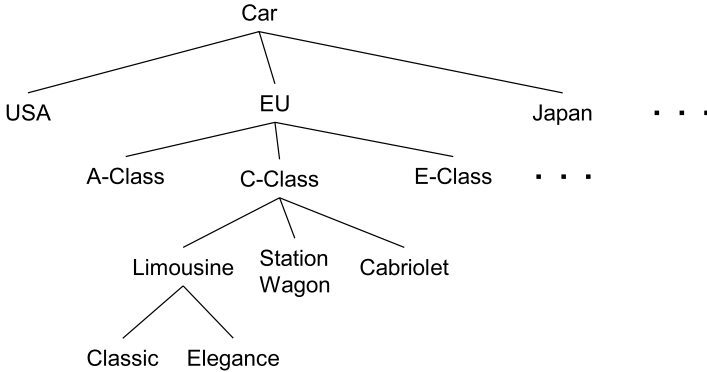 Car
USA
EU
Japan
. . .
A-Class
C-Class
E-Class
. . .
Limousine
Station
Wagon
Cabriolet
Classic
Elegance